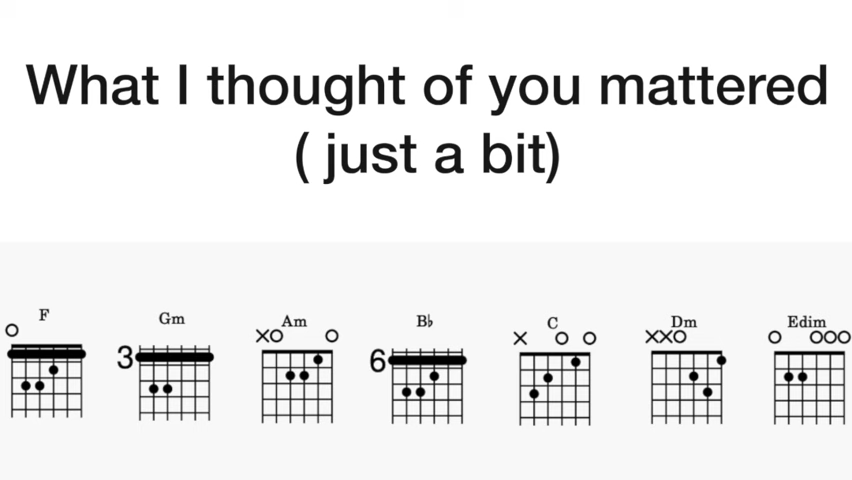 What I thought of you mattered
( just a bit)
F Gm Am B♭ C Dm Edim
3 6